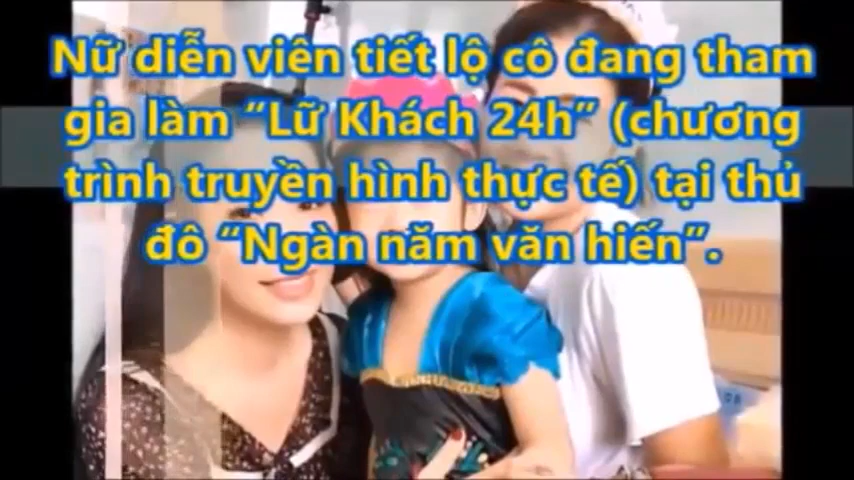 Nữ diễn viên tiết lộ cô đang tham
gia làm “Lữ Khách 24h” (chương
trình truyền hình thực tế) tại thủ
đô “Ngàn năm văn hiến”.